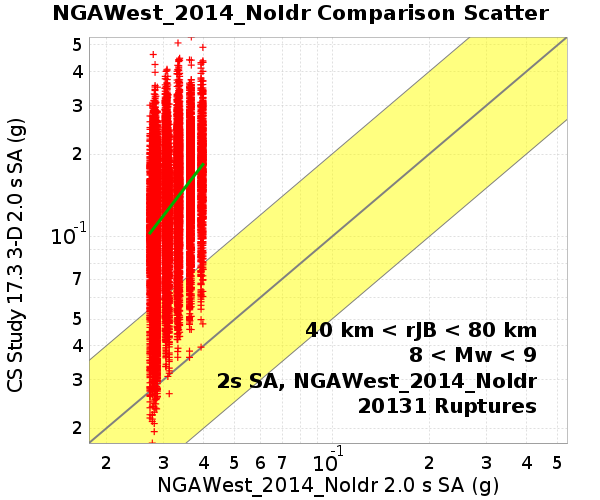 NGAWest_2014_NoIdr Comparison Scatter
CS Study 17.3 3-D 2.0 s SA (g)
5
4
3
2
10-1
7
5
4
3
2
40 km < rJB < 80 km
8 < Mw < 9
2s SA, NGAWest_2014_NoIdr
20131 Ruptures
2 3 4 5 6 7 10-1 2 3 4 5
NGAWest_2014_NoIdr 2.0 s SA (g)